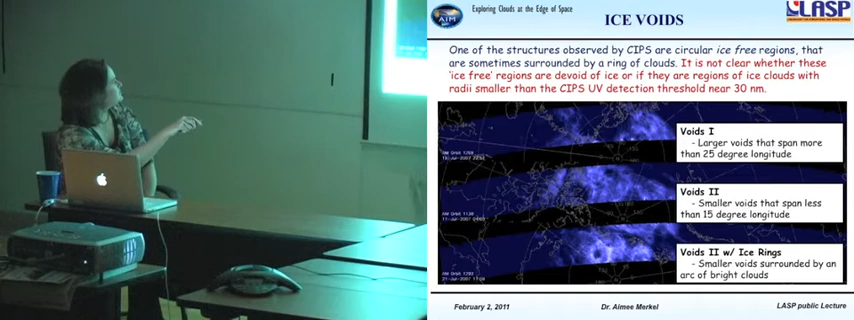 AIM
Exploring Clouds at the Edge of Space
ICE VOIDS
LASP
One of the structures observed by CIPS are circular ice free regions, that
are sometimes surrounded by a ring of clouds. It is not clear whether these
'ice free' regions are devoid of ice or if they are regions of ice clouds with
radii smaller than the CIPS UV detection threshold near 30 nm.
Voids I
- Larger voids that span more
than 25 degree longitude
Voids II
- Smaller voids that span less
than 15 degree longitude
Voids II w/ Ice Rings
- Smaller voids surrounded by an
arc of bright clouds
February 2, 2011
Dr. Aimee Merkel
LASP public Lecture